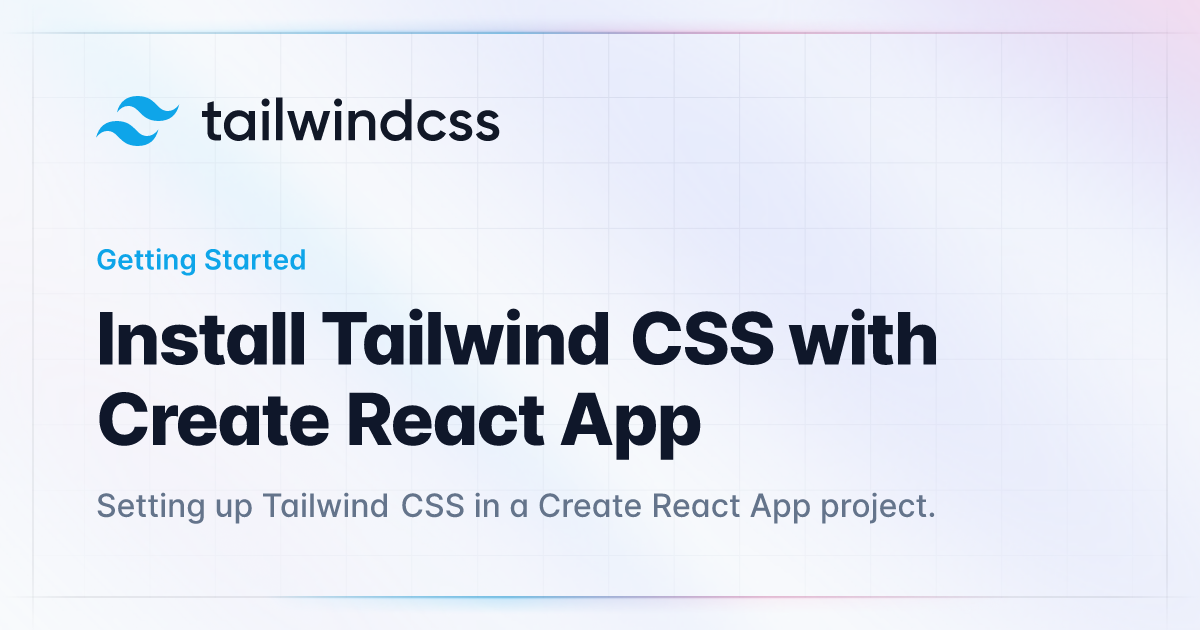 tailwindcss
Getting Started
Install Tailwind CSS with
Create React App
Setting up Tailwind CSS in a Create React App project.